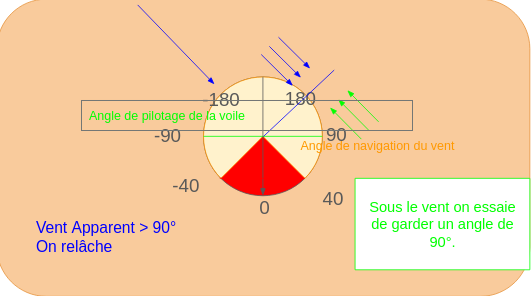 -180
180
Angle de pilotage de la voile
-90
90
Angle de navigation du vent
-40
40
0
Vent Apparent > 90°
On relâche
Sous le vent on essaie
de garder un angle de
90°.